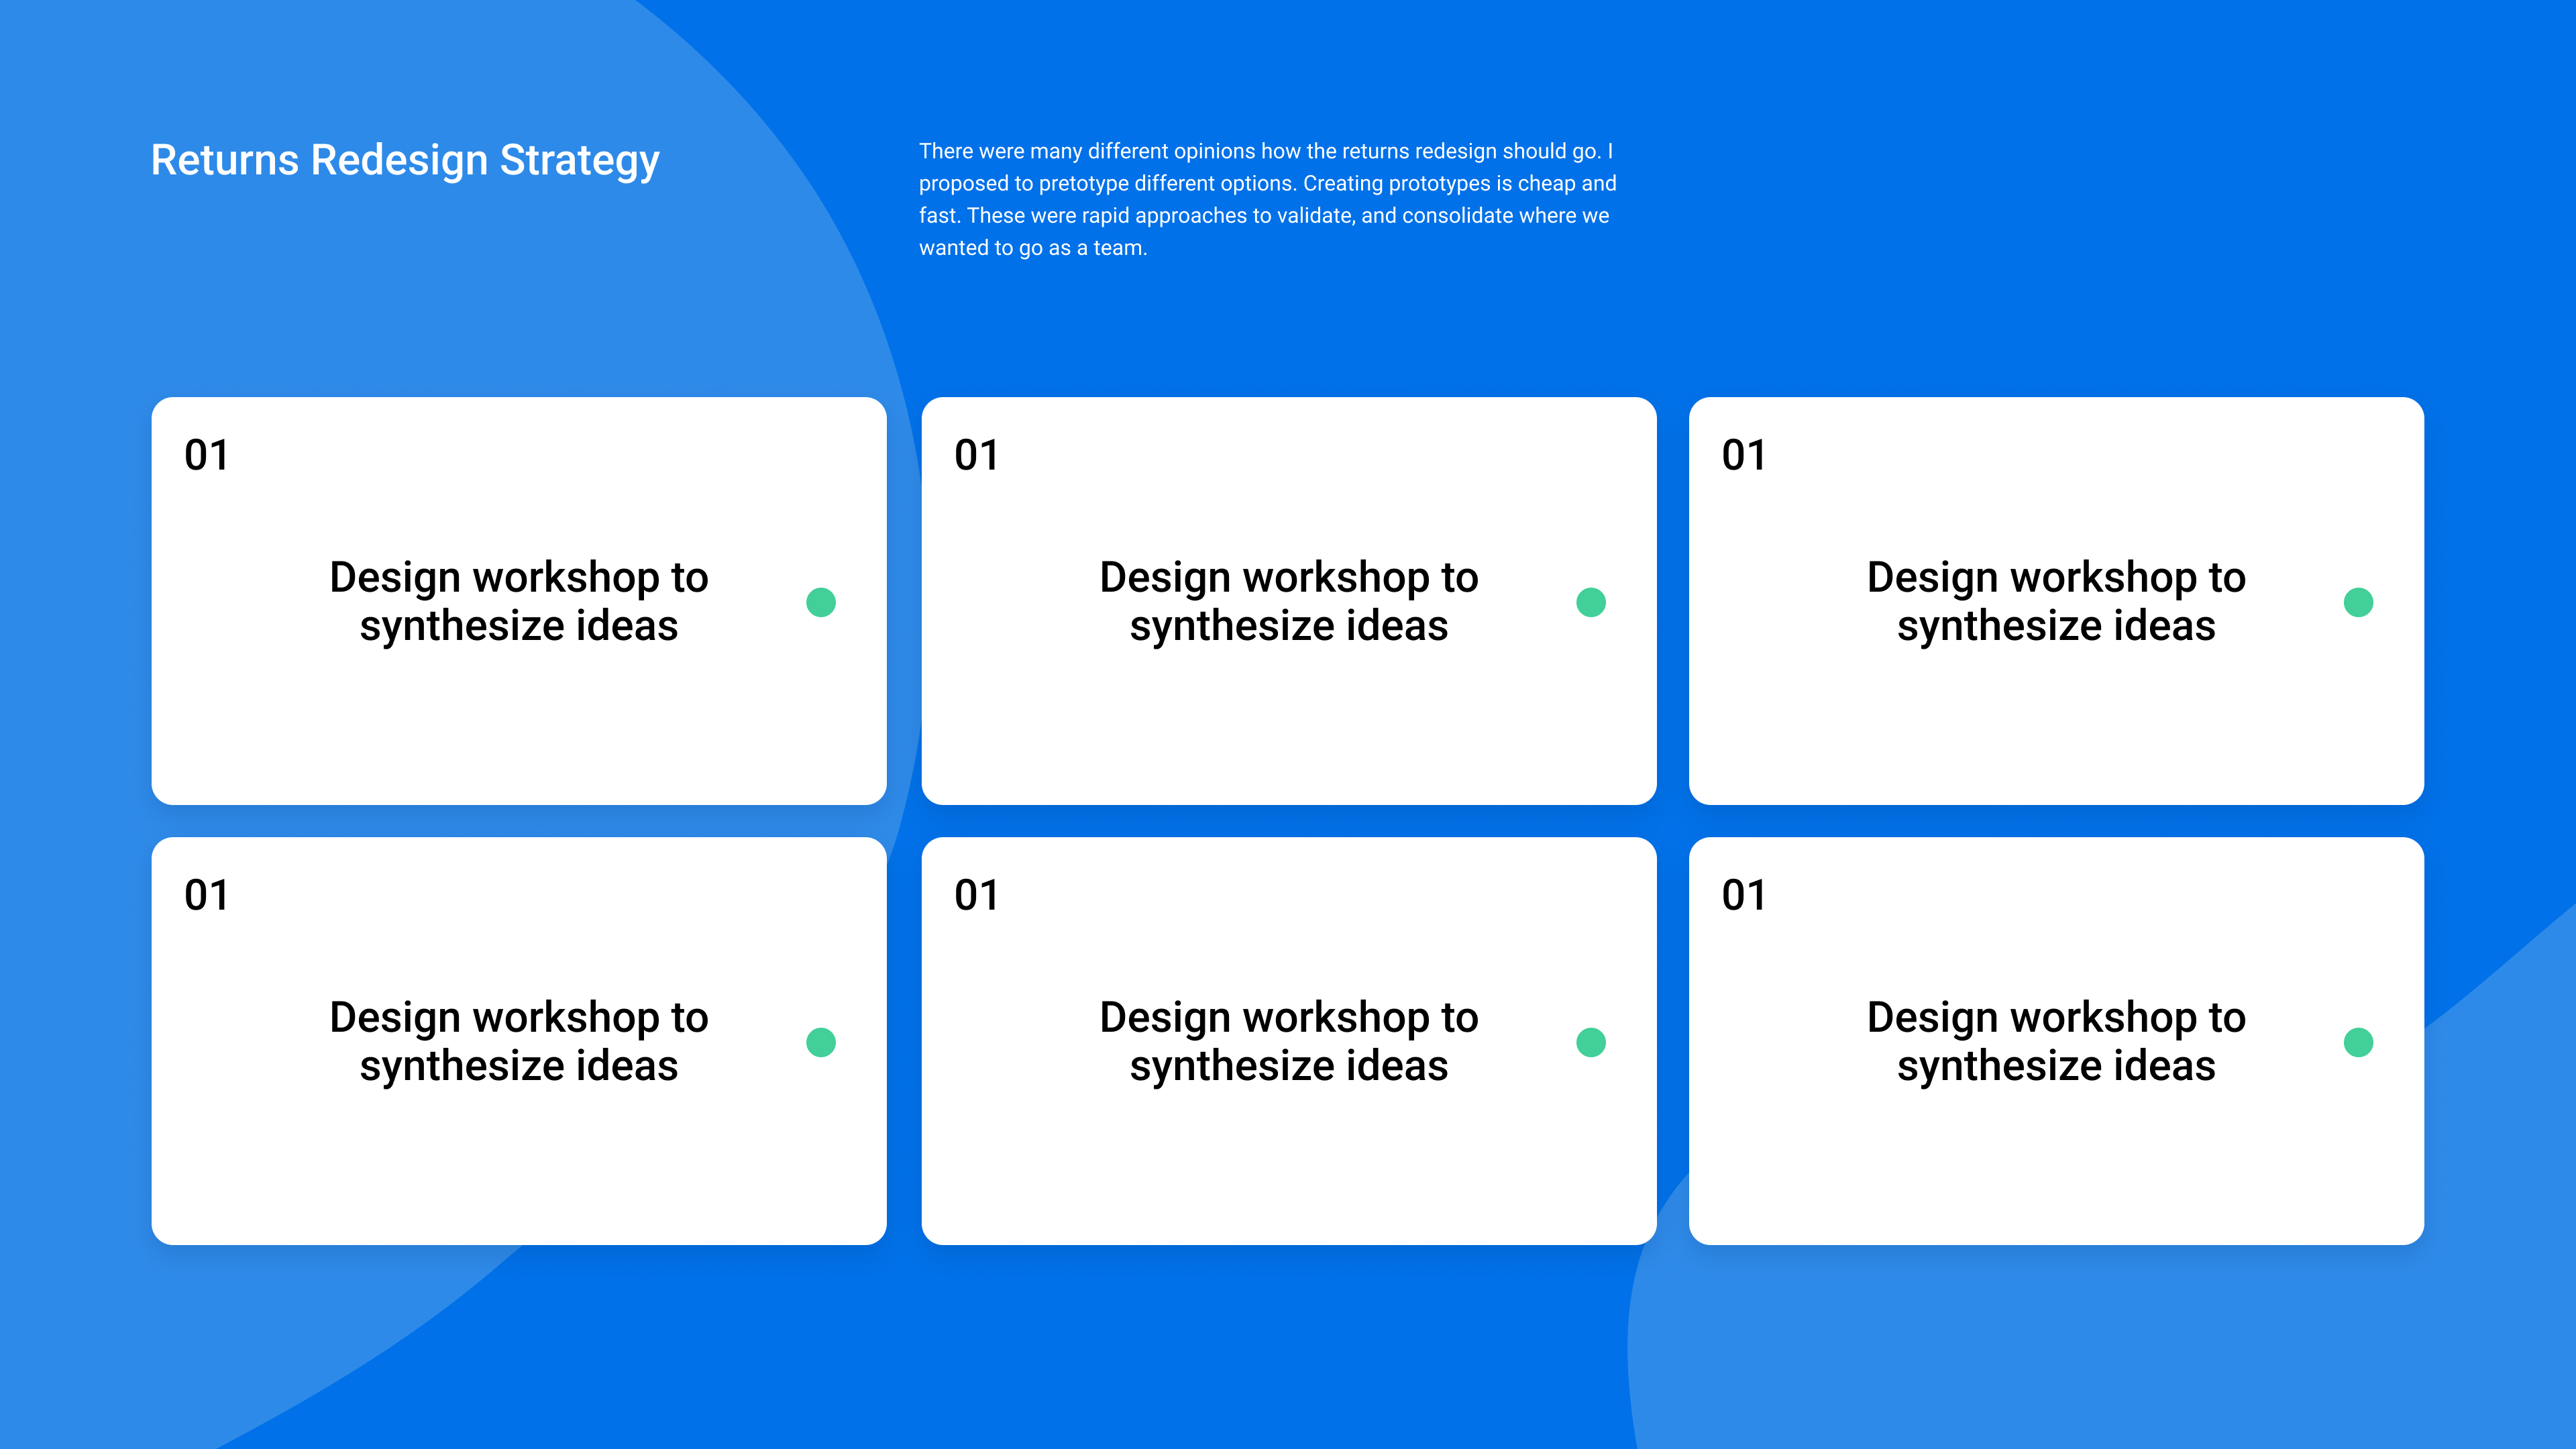 Returns Redesign Strategy
There were many different opinions how the returns redesign should go. I
proposed to pretotype different options. Creating prototypes is cheap and
fast. These were rapid approaches to validate, and consolidate where we
wanted to go as a team.
01
Design workshop to
synthesize ideas
01
Design workshop to
synthesize ideas
01
Design workshop to
synthesize ideas
01
Design workshop to
synthesize ideas
01
Design workshop to
synthesize ideas
01
Design workshop to
synthesize ideas